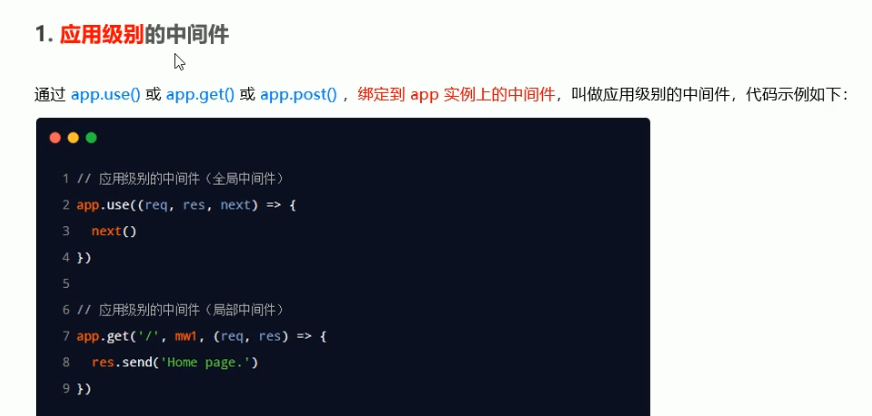 1. 应用级别的中间件
通过 app.use() 或 app.get() 或 app.post() ，绑定到 app 实例上的中间件，叫做应用级别的中间件，代码示例如下：
1 // 应用级别的中间件（全局中间件）
2 app.use((req, res, next) => {
3   next()
4 })
5
6 // 应用级别的中间件（局部中间件）
7 app.get('/', mw1, (req, res) => {
8   res.send('Home page.')
9 })